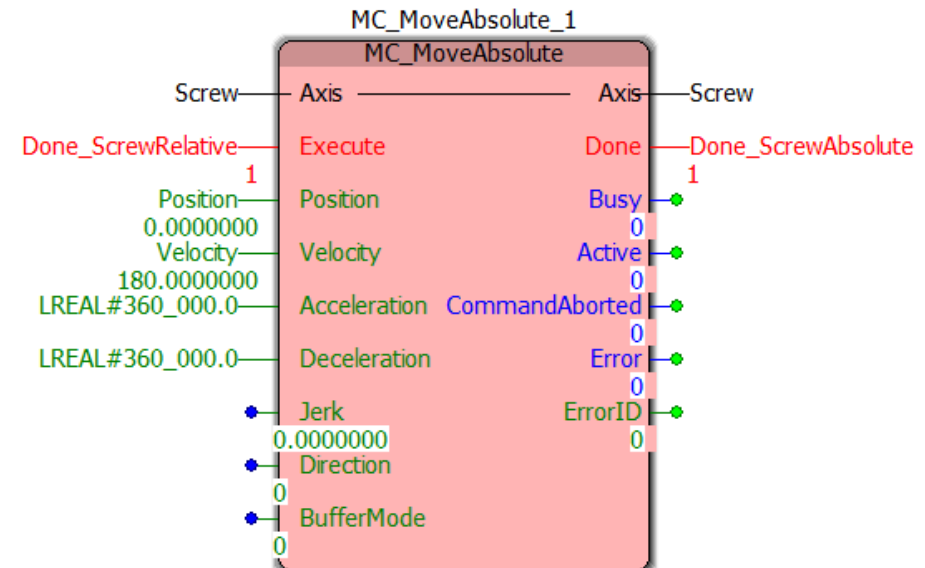 MC_MoveAbsolute_1
MC_MoveAbsolute
Screw Axis Axis Screw
Done_ScrewRelative Execute Done Done_ScrewAbsolute
1 1
Position Position Busy
0.0000000 0
Velocity Velocity Active
180.0000000 0
LREAL#360_000.0 Acceleration CommandAborted
0
LREAL#360_000.0 Deceleration Error
0
Jerk ErrorID
0.0000000 0
Direction
0
BufferMode
0